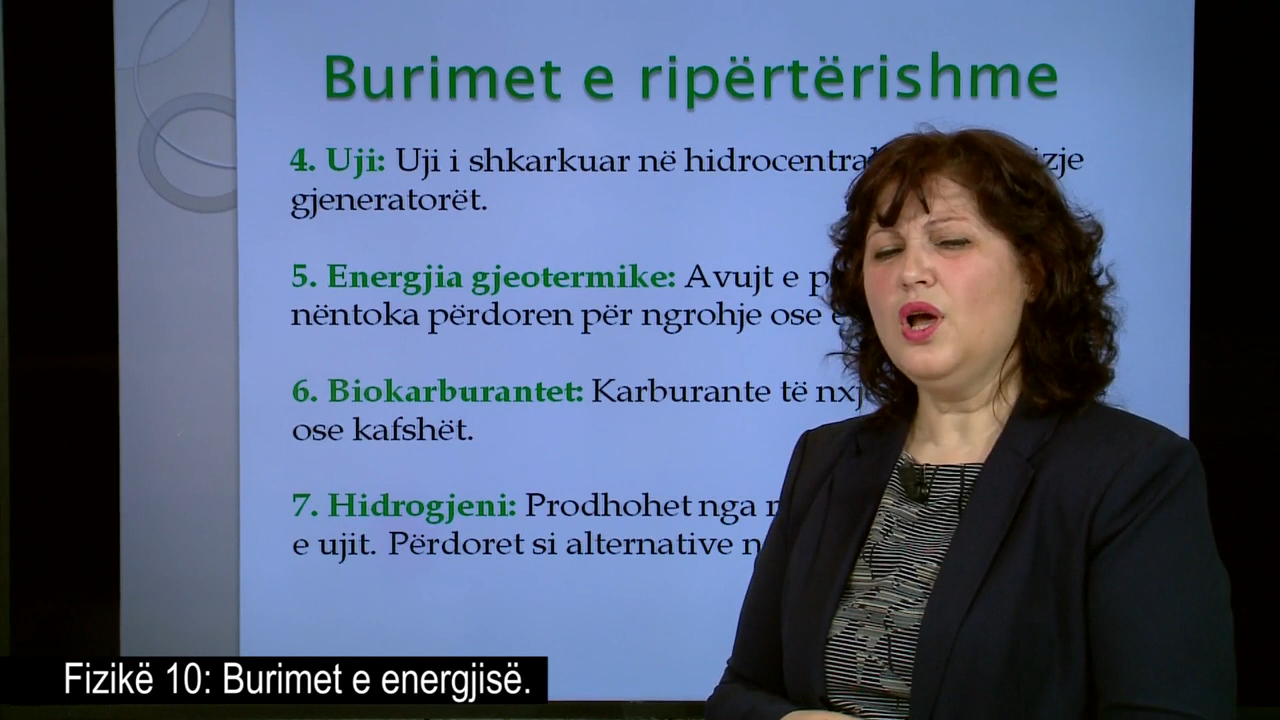 Burimet e ripërtërishme
4. Uji: Uji i shkarkuar në
gjeneratorët.
5. Energjia gjeotermike: Avujt e
nëntoka përdoren për ngrohje ose
6. Biokarburantet: Karburante të
ose kafshët.
7. Hidrogjeni: Prodhohet nga
e ujit. Përdoret si alternative
Fizikë 10: Burimet e energjisë.